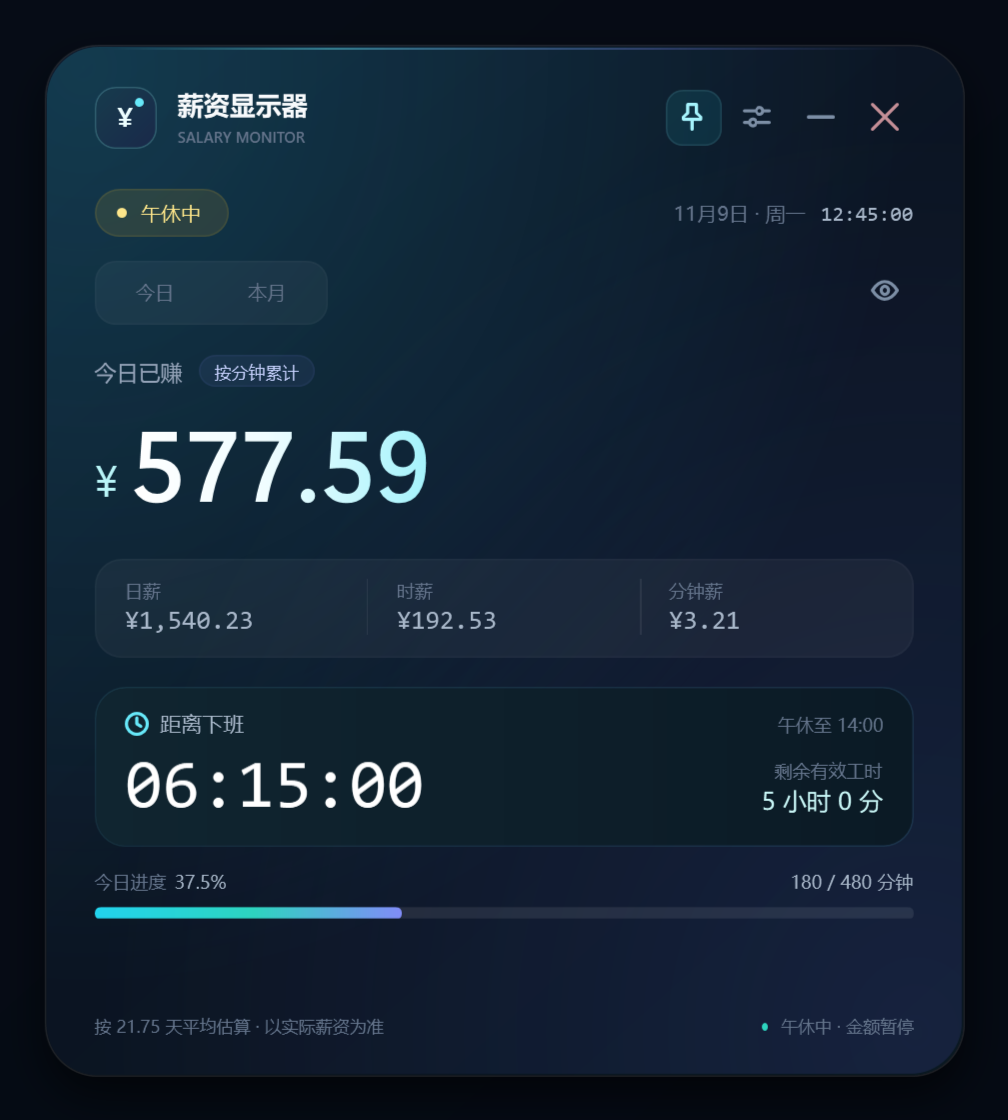 ¥ 薪资显示器
SALARY MONITOR
午休中 11月9日 · 周一 12:45:00
今日 本月
今日已赚 按分钟累计
¥ 577.59
日薪 时薪 分钟薪
¥1,540.23 ¥192.53 ¥3.21
距离下班 午休至 14:00
06:15:00 剩余有效工时
5 小时 0 分
今日进度 37.5% 180 / 480 分钟
按 21.75 天平均估算 · 以实际薪资为准 午休中 · 金额暂停